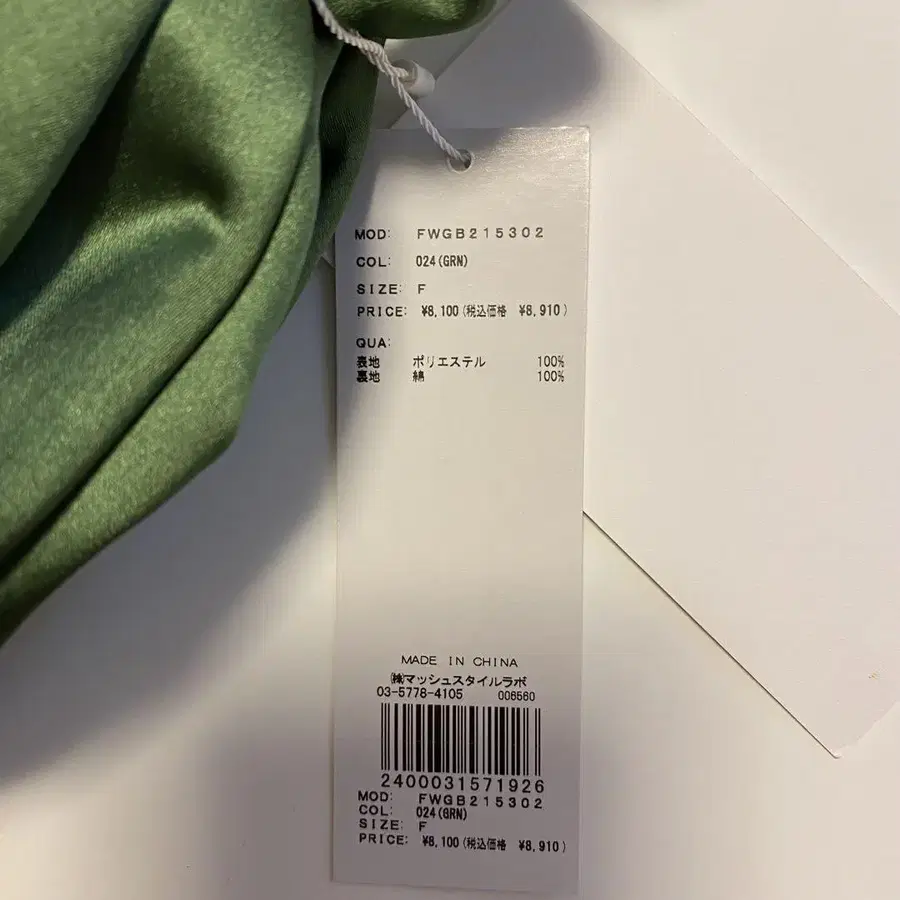 MOD: FWGB215302
COL: 024(GRN)
SIZE: F
PRICE: ¥8,100(税込価格 ¥8,910)
QUA:
表地 ポリエステル 100%
裏地 綿 100%
MADE IN CHINA
㈱マッシュスタイルラボ
03-5778-4105 006560
2400031571926
MOD: FWGB215302
COL: 024(GRN)
SIZE: F
PRICE: ¥8,100(税込価格 ¥8,910)